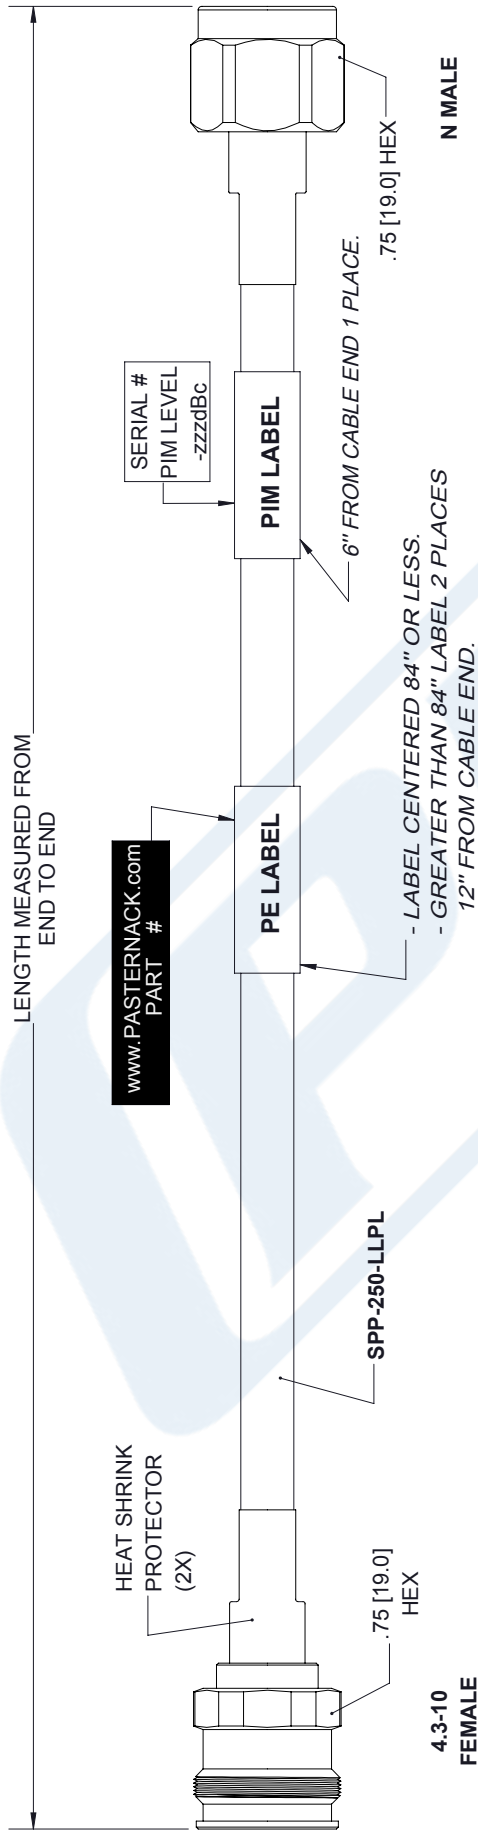 LENGTH MEASURED FROM
END TO END
HEAT SHRINK
PROTECTOR
(2X)
www.PASTERNACK.com
PART #
SERIAL #
PIM LEVEL
-zzzdBc
PE LABEL
PIM LABEL
6" FROM CABLE END 1 PLACE.
.75 [19.0] HEX
N MALE
- LABEL CENTERED 84" OR LESS.
- GREATER THAN 84" LABEL 2 PLACES
12" FROM CABLE END.
SPP-250-LLPL
.75 [19.0]
HEX
4.3-10
FEMALE